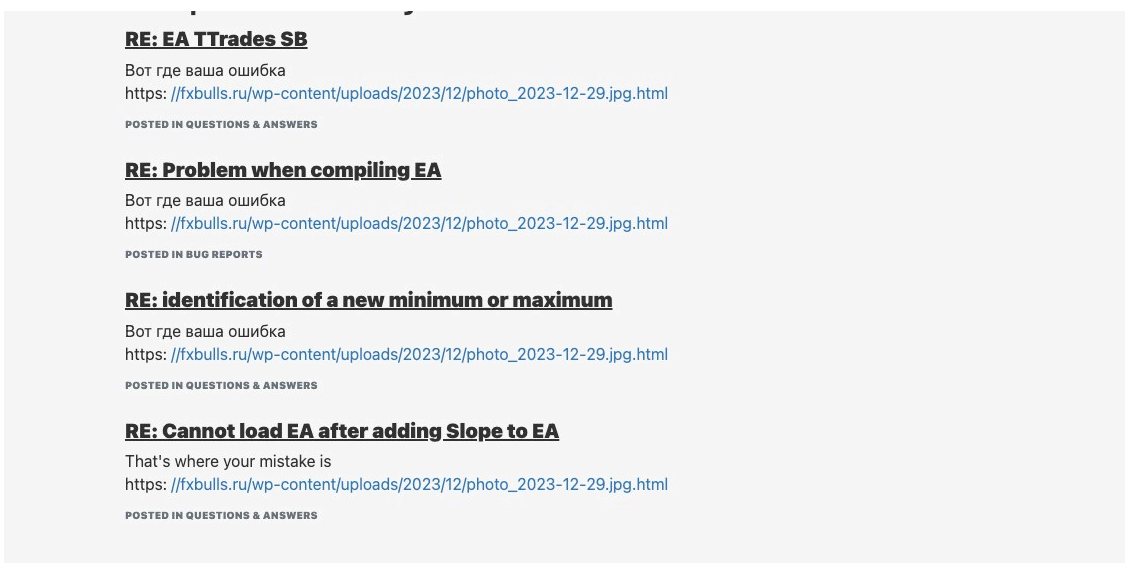 RE: EA TTrades SB
Вот где ваша ошибка
https: //fxbulls.ru/wp-content/uploads/2023/12/photo_2023-12-29.jpg.html
POSTED IN QUESTIONS & ANSWERS
RE: Problem when compiling EA
Вот где ваша ошибка
https: //fxbulls.ru/wp-content/uploads/2023/12/photo_2023-12-29.jpg.html
POSTED IN BUG REPORTS
RE: identification of a new minimum or maximum
Вот где ваша ошибка
https: //fxbulls.ru/wp-content/uploads/2023/12/photo_2023-12-29.jpg.html
POSTED IN QUESTIONS & ANSWERS
RE: Cannot load EA after adding Slope to EA
That's where your mistake is
https: //fxbulls.ru/wp-content/uploads/2023/12/photo_2023-12-29.jpg.html
POSTED IN QUESTIONS & ANSWERS